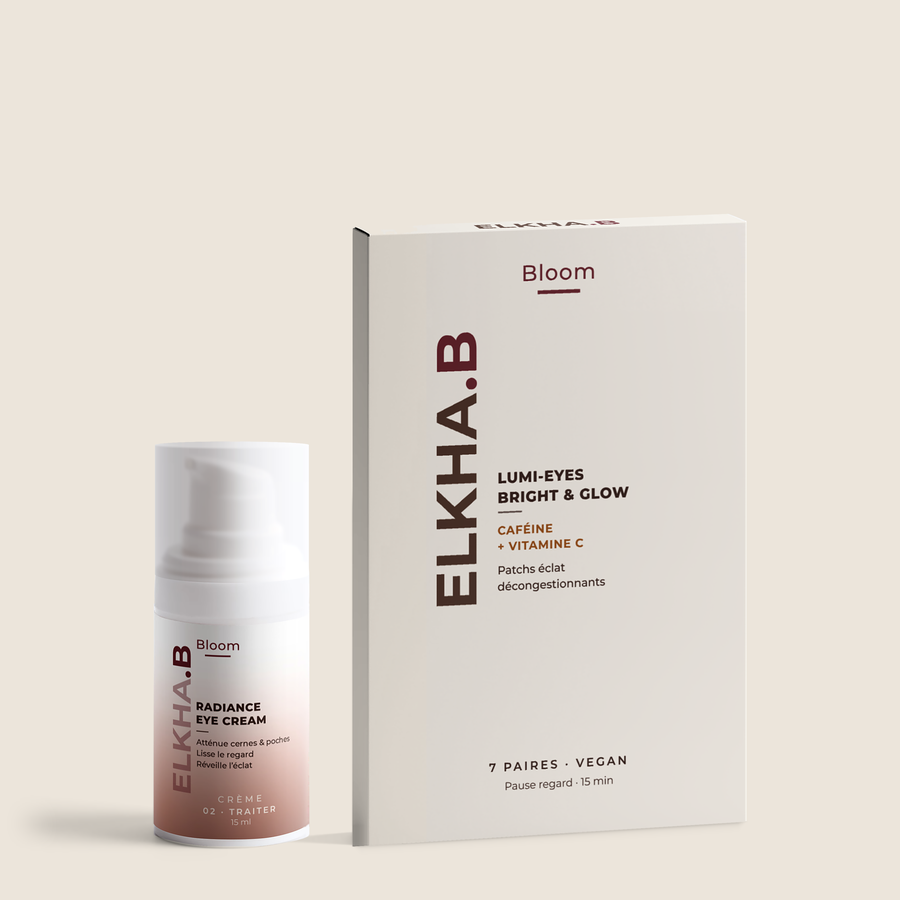 ELKHA.B
Bloom
ELKHA.B
LUMI-EYES
BRIGHT & GLOW
CAFÉINE
+ VITAMINE C
Patchs éclat
décongestionnants
7 PAIRES · VEGAN
Pause regard · 15 min
Bloom
ELKHA.B
RADIANCE
EYE CREAM
Atténue cernes & poches
Lisse le regard
Réveille l'éclat
CRÈME
02 · TRAITER
15 ml